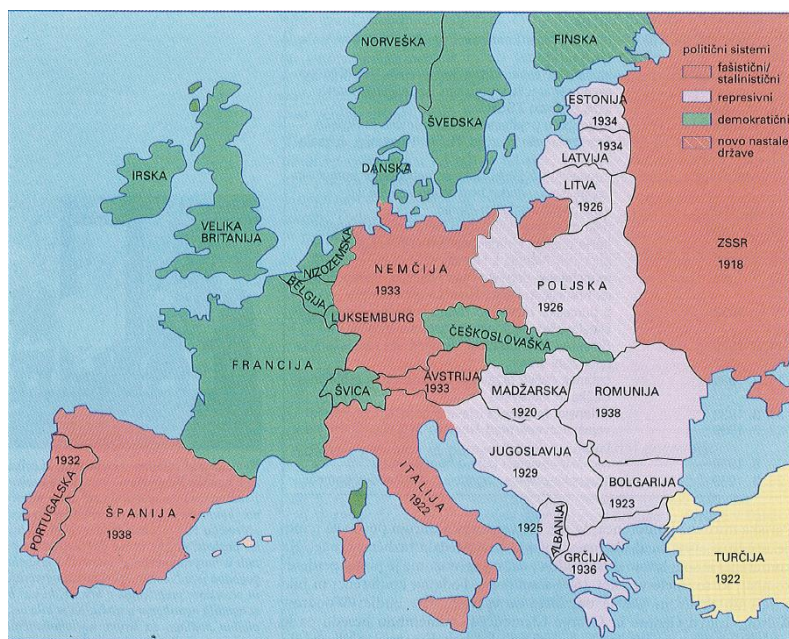 NORVEŠKA
FINSKA
politični sistemi
fašistični/
stalinistični
represivni
demokratični
novo nastale
države
ESTONIJA
1934
ŠVEDSKA
1934
LATVIJA
DANSKA
IRSKA
LITVA
1926
VELIKA
BRITANIJA
NIZOZEMSKA
ZSSR
1918
NEMČIJA
1933
POLJSKA
1926
BELGIJA
LUKSEMBURG
ČEŠKOSLOVAŠKA
FRANCIJA
ŠVICA
AVSTRIJA
1933
MADŽARSKA
1920
ROMUNIJA
1938
JUGOSLAVIJA
1929
1932
PORTUGALSKA
ŠPANIJA
1938
ITALIJA
1922
BOLGARIJA
1923
1925
ALBANIJA
GRČIJA
1936
TURČIJA
1922